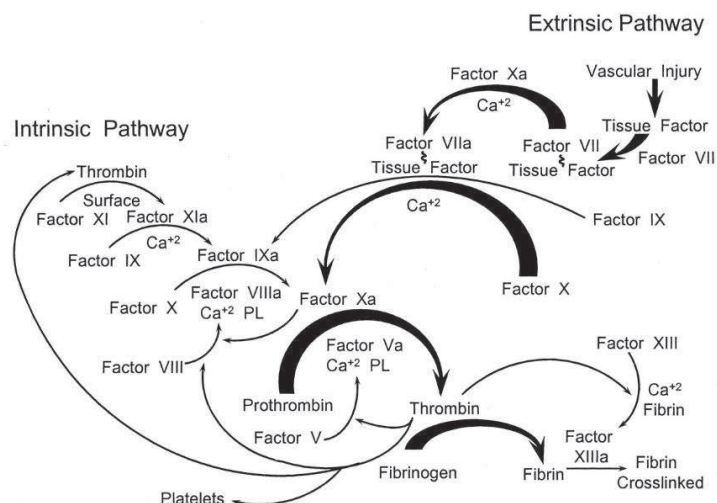 Extrinsic Pathway
Factor Xa
Vascular Injury
Ca+2
Tissue Factor
Intrinsic Pathway
Factor VIIa
Factor VII
Factor VII
Tissue Factor
Tissue Factor
Thrombin
Surface
Ca+2
Factor XI
Factor XIa
Factor IX
Ca+2
Factor IX
Factor IXa
Factor X
Factor VIIIa
Factor X
Factor Xa
Ca+2 PL
Factor Va
Factor XIII
Factor VIII
Ca+2 PL
Ca+2
Prothrombin
Thrombin
Fibrin
Factor V
Factor
XIIIa
Fibrinogen
Fibrin
Fibrin
Crosslinked
Platelets